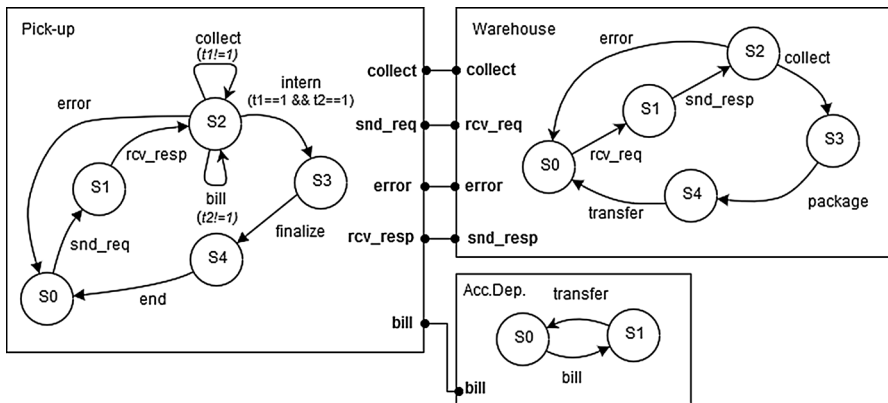 Pick-up
collect
(t1!=1)
intern
(t1==1 && t2==1)
error
S2
rcv_resp
S1
bill
(t2!=1)
S3
finalize
snd_req
S4
S0
end
collect
snd_req
error
rcv_resp
bill
Warehouse
collect
rcv_req
error
snd_resp
error
S2
collect
S1
snd_resp
S3
S0
rcv_req
S4
transfer
package
Acc.Dep.
transfer
S0
S1
bill
bill